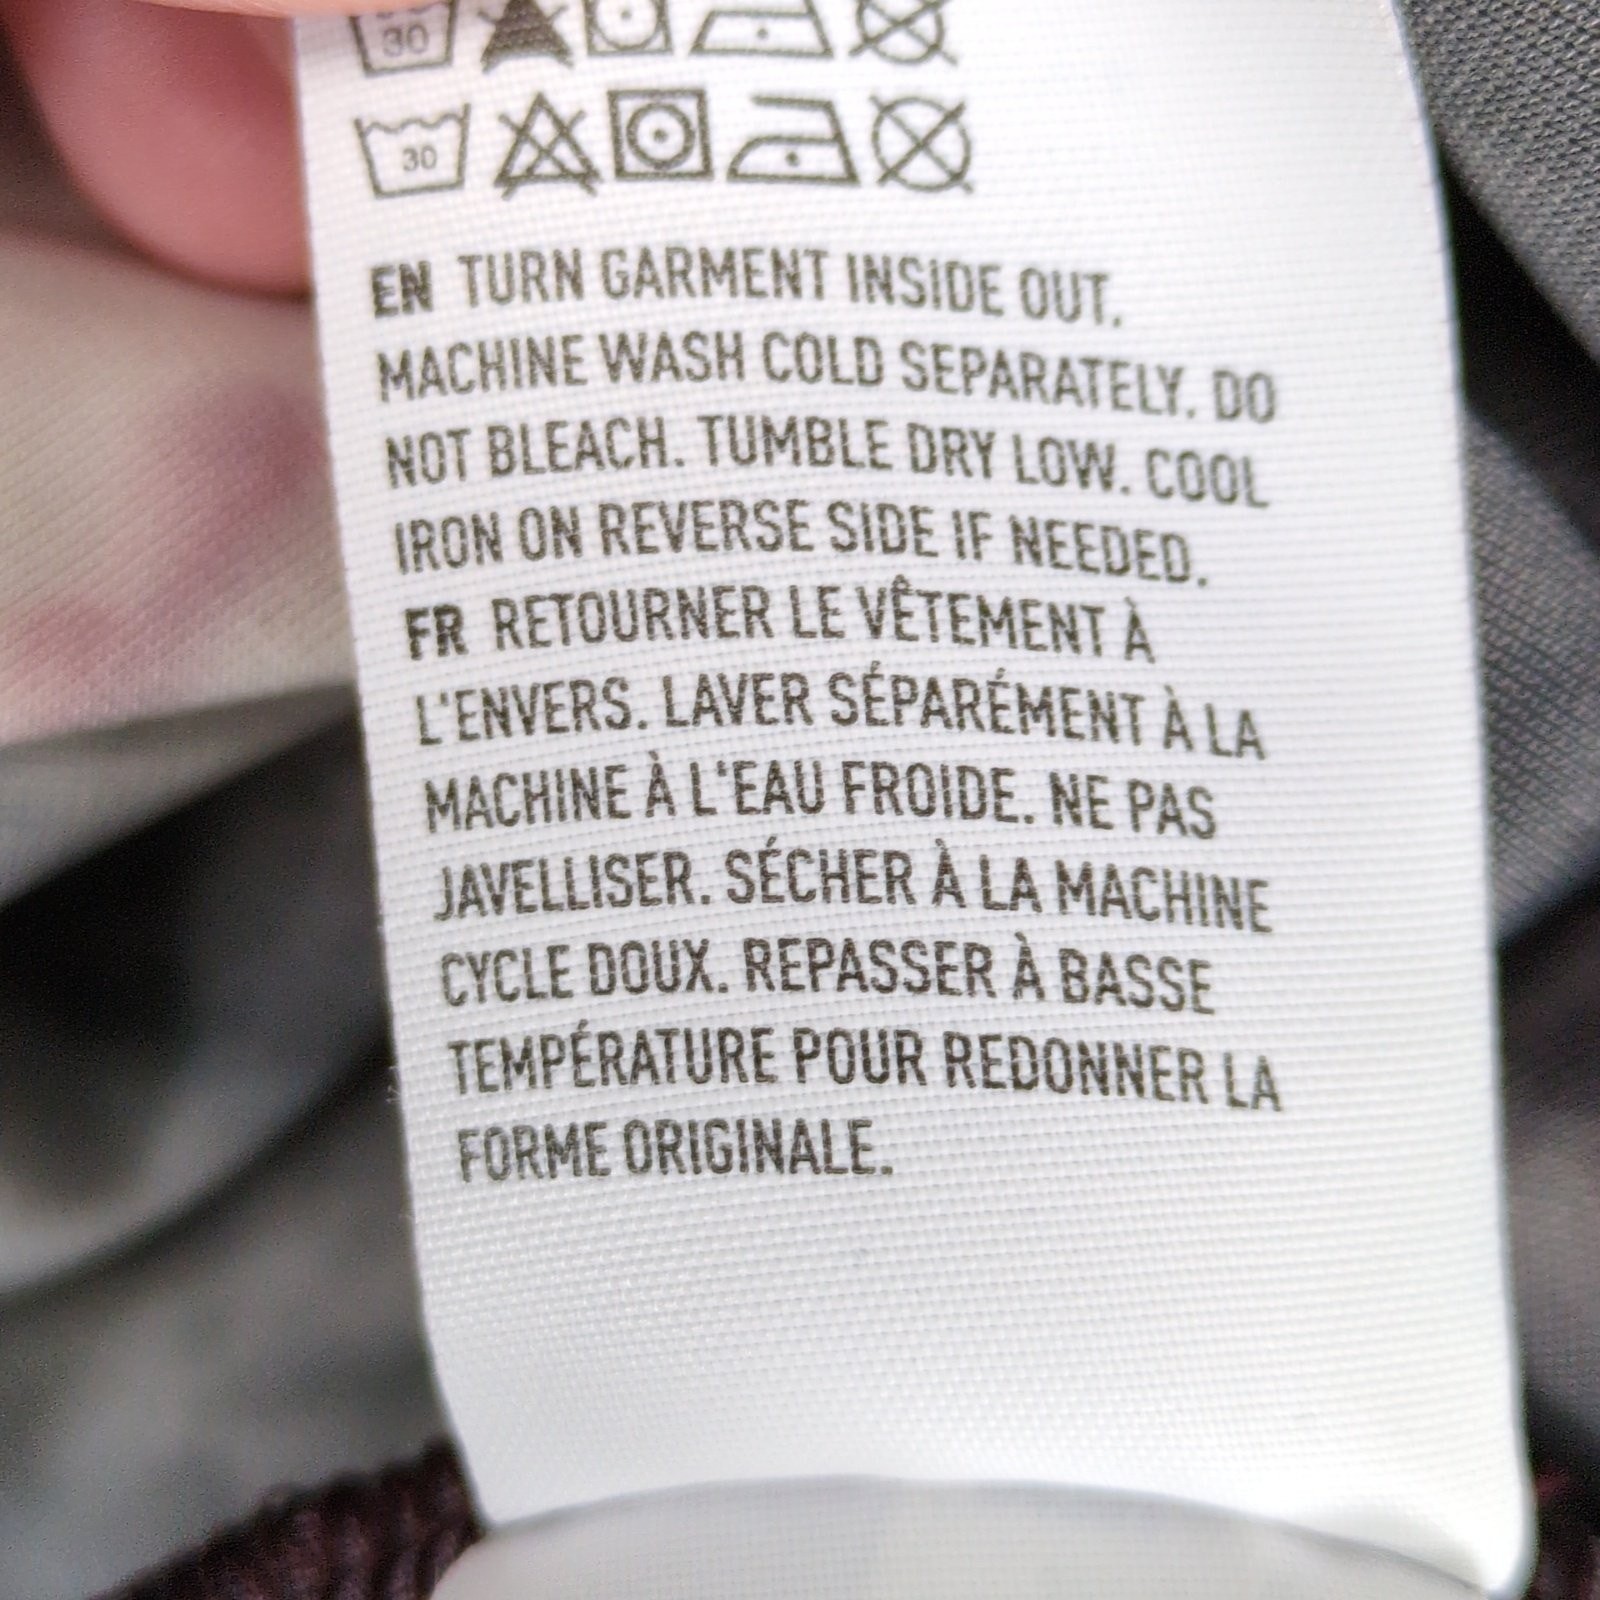 30
30
EN TURN GARMENT INSIDE OUT.
MACHINE WASH COLD SEPARATELY. DO
NOT BLEACH. TUMBLE DRY LOW. COOL
IRON ON REVERSE SIDE IF NEEDED.
FR RETOURNER LE VÊTEMENT À
L'ENVERS. LAVER SÉPARÉMENT À LA
MACHINE À L'EAU FROIDE. NE PAS
JAVELLISER. SÉCHER À LA MACHINE
CYCLE DOUX. REPASSER À BASSE
TEMPÉRATURE POUR REDONNER LA
FORME ORIGINALE.